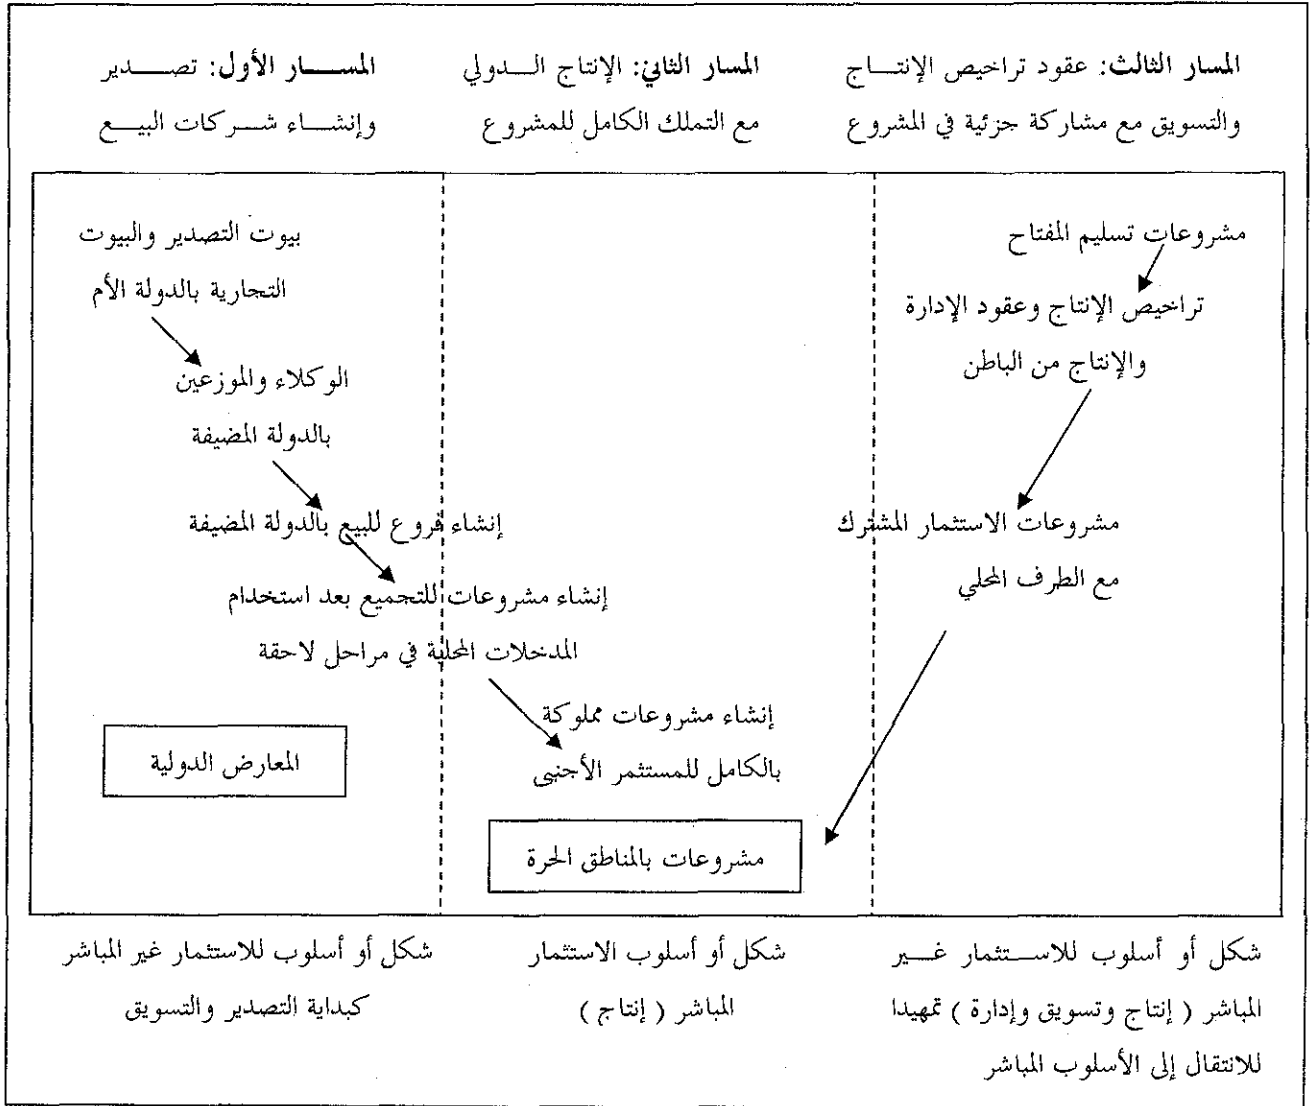 المسار الثالث: عقود تراخيص الإنتاج
والتسويق مع مشاركة جزئية في المشروع
المسار الثاني: الإنتاج الدولي
مع التملك الكامل للمشروع
المسار الأول: تصدير
وإنشاء شركات البيع
مشروعات تسليم المفتاح
تراخيص الإنتاج وعقود الإدارة
والإنتاج من الباطن
مشروعات الاستثمار المشترك
مع الطرف المحلي
بيوت التصدير والبيوت
التجارية بالدولة الأم
الوكلاء والموزعين
بالدولة المضيفة
إنشاء فروع للبيع بالدولة المضيفة
إنشاء مشروعات للتجميع بعد استخدام
المدخلات المحلية في مراحل لاحقة
إنشاء مشروعات مملوكة
بالكامل للمستثمر الأجنبي
المعارض الدولية
مشروعات بالمناطق الحرة
شكل أو أسلوب للاستثمار غير
المباشر ( إنتاج وتسويق وإدارة ) تمهيدا
للانتقال إلى الأسلوب المباشر
شكل أو أسلوب الاستثمار
المباشر ( إنتاج )
شكل أو أسلوب للاستثمار غير المباشر
كبداية التصدير والتسويق